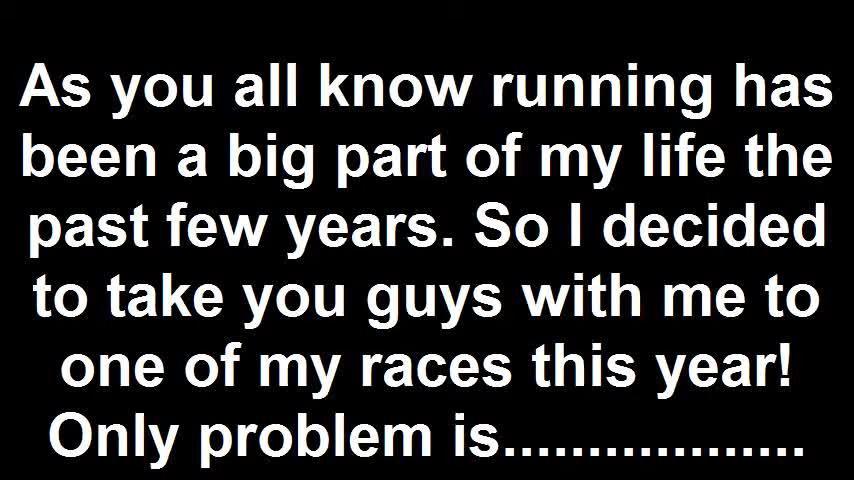 As you all know running has
been a big part of my life the
past few years. So I decided
to take you guys with me to
one of my races this year!
Only problem is..................